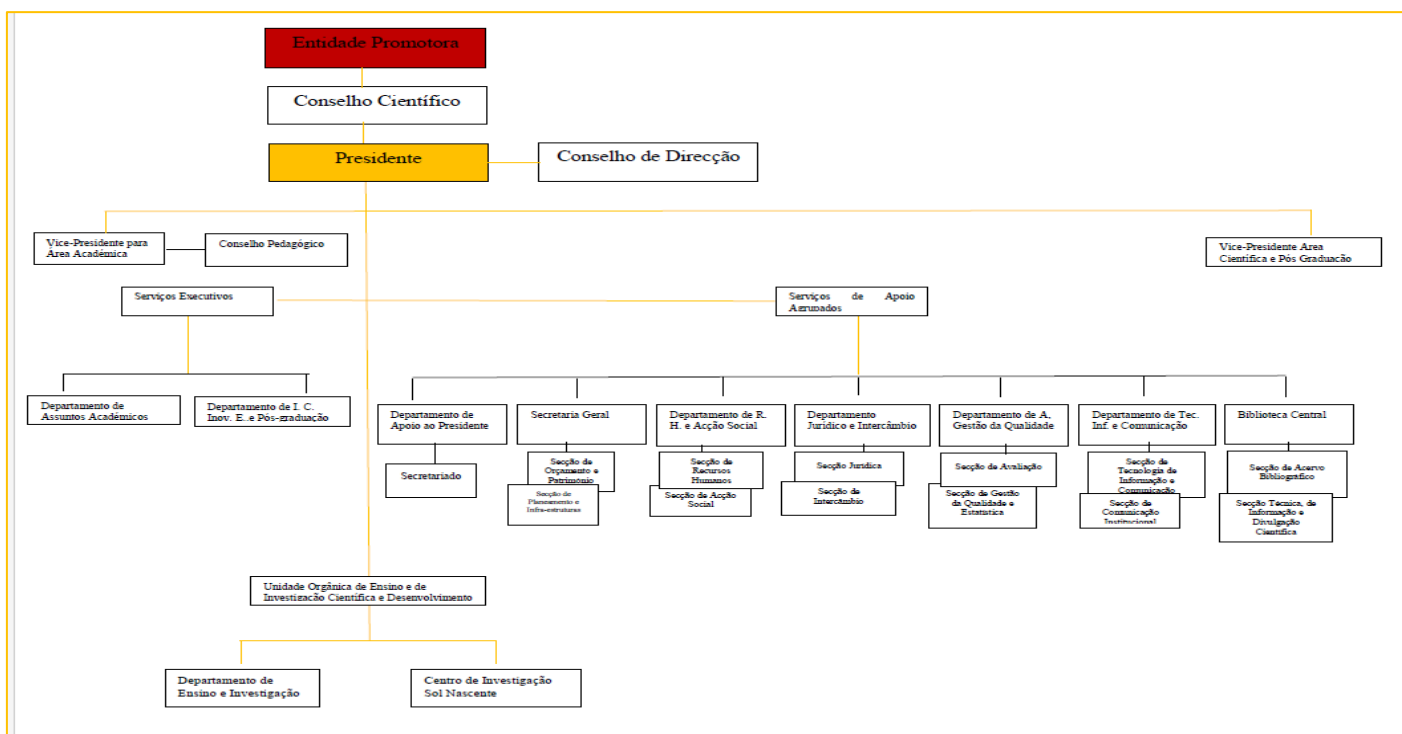 Entidade Promotora
Conselho Científico
Presidente
Conselho de Direcção
Vice-Presidente para
Área Académica
Conselho Pedagógico
Vice-Presidente Area
Científica e Pós Graduacão
Serviços Executivos
Serviços de Apoio
Agrupados
Departamento de
Assuntos Académicos
Departamento de I. C.
Inov. E..e Pós-graduação
Departamento de
Apoio ao Presidente
Secretaria Geral
Departamento de R.
H. e Acção Social
Departamento
Jurídico e Intercâmbio
Departamento de A,
Gestão da Qualidade
Departamento de Tec.
Inf. e Comunicação
Biblioteca Central
Secretariado
Secção de
Orçamento e
Património
Secção de
Planeamento e
Infra-estruturas
Secção de
Recursos
Humanos
Secção de Acção
Social
Secção Jurídica
Secção de
Intercâmbio
Secção de Avaliação
Secção de Gestão
da Qualidade e
Estatística
Secção de
Tecnologia de
Informação e
Comunicação
Secção de
Comunicação
Institucional
Secção de Acervo
Bibliográfico
Secção Técnica, de
Informação e
Divulgação
Científica
Unidade Orgânica de Ensino e de
Investigação Científica e Desenvolvimento
Departamento de
Ensino e Investigação
Centro de Investigação
Sol Nascente